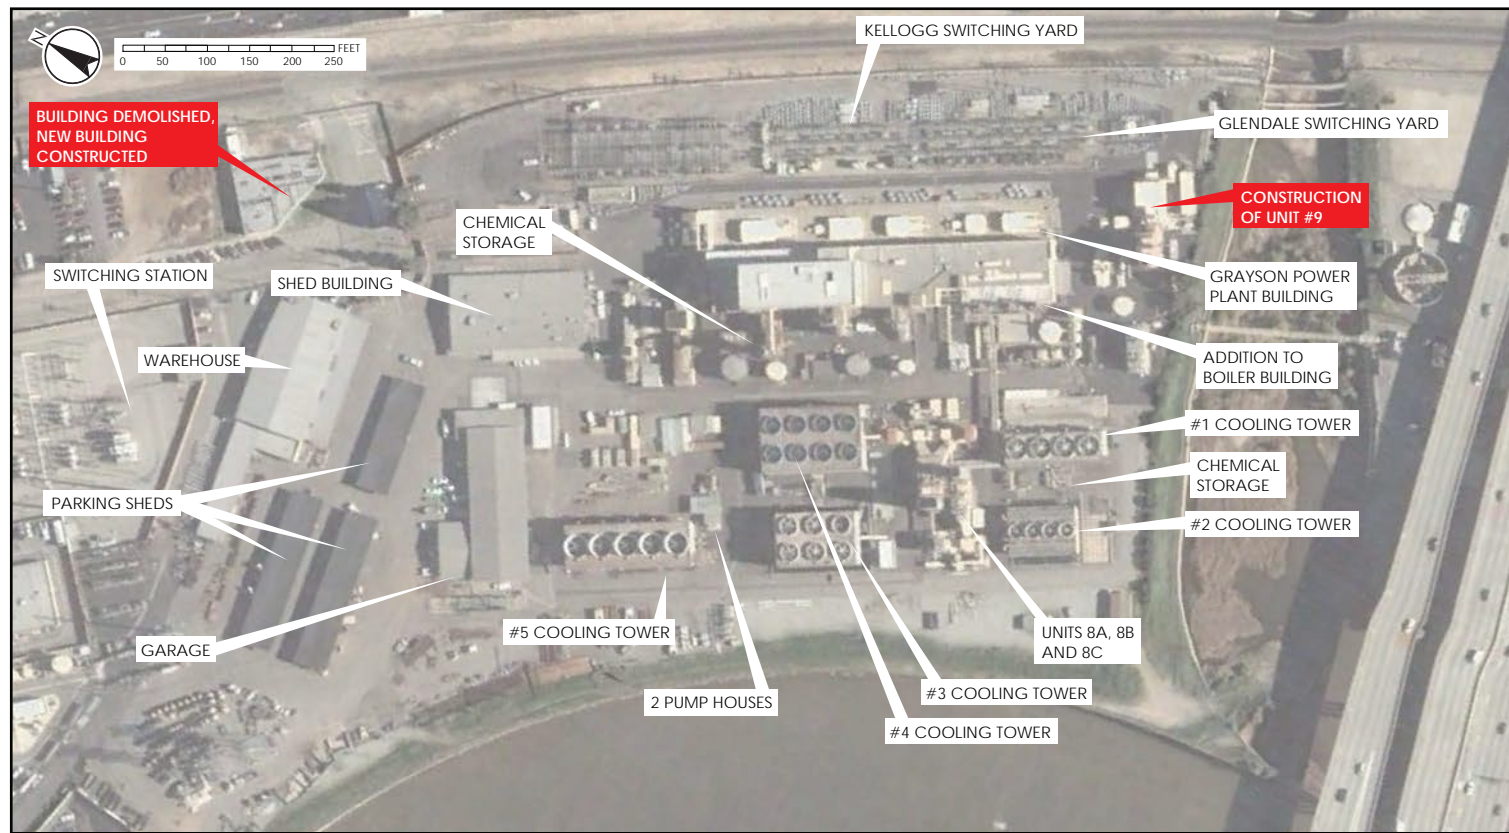 N
FEET
0 50 100 150 200 250
KELLOGG SWITCHING YARD
GLENDALE SWITCHING YARD
BUILDING DEMOLISHED,
NEW BUILDING
CONSTRUCTED
CONSTRUCTION
OF UNIT #9
CHEMICAL
STORAGE
SWITCHING STATION
SHED BUILDING
GRAYSON POWER
PLANT BUILDING
WAREHOUSE
ADDITION TO
BOILER BUILDING
#1 COOLING TOWER
CHEMICAL
STORAGE
PARKING SHEDS
#2 COOLING TOWER
#5 COOLING TOWER
UNITS 8A, 8B
AND 8C
GARAGE
#3 COOLING TOWER
2 PUMP HOUSES
#4 COOLING TOWER